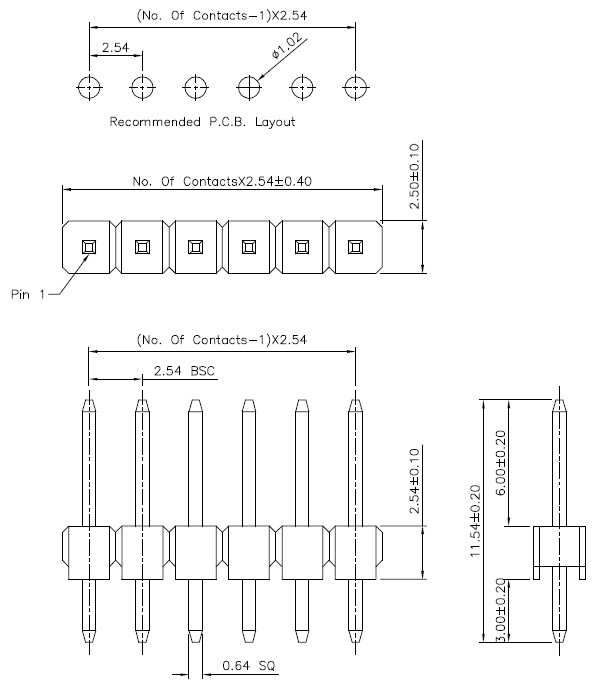 (No. Of Contacts-1)X2.54
2.54
ø1.02
Recommended P.C.B. Layout
No. Of ContactsX2.54±0.40
2.50±0.10
Pin 1
(No. Of Contacts-1)X2.54
2.54 BSC
2.54±0.10
11.54±0.20
6.00±0.20
3.00±0.20
0.64 SQ